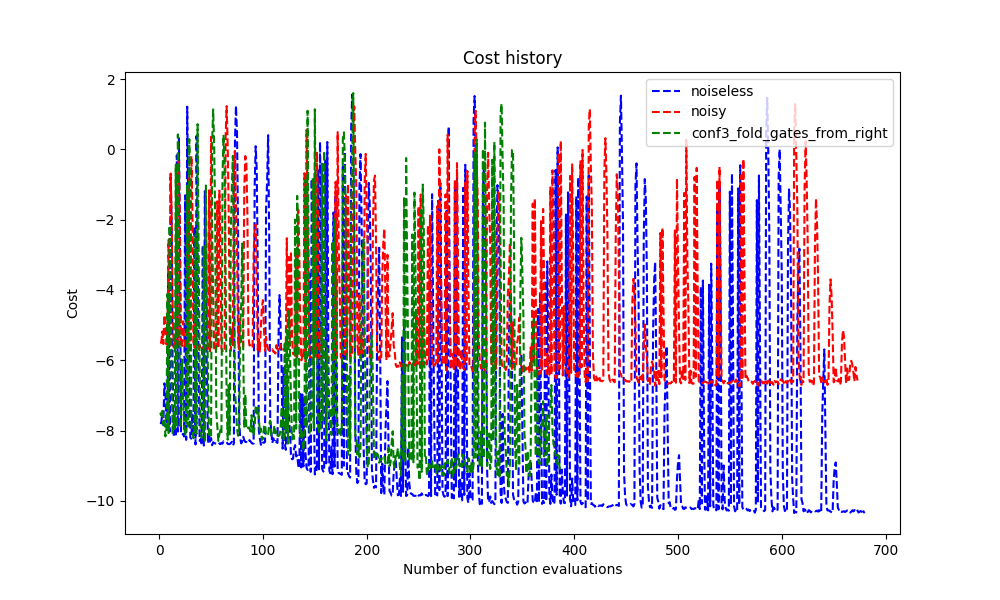 Cost history
noiseless
noisy
conf3_fold_gates_from_right
2
0
−2
−4
−6
−8
−10
Cost
0 100 200 300 400 500 600 700
Number of function evaluations